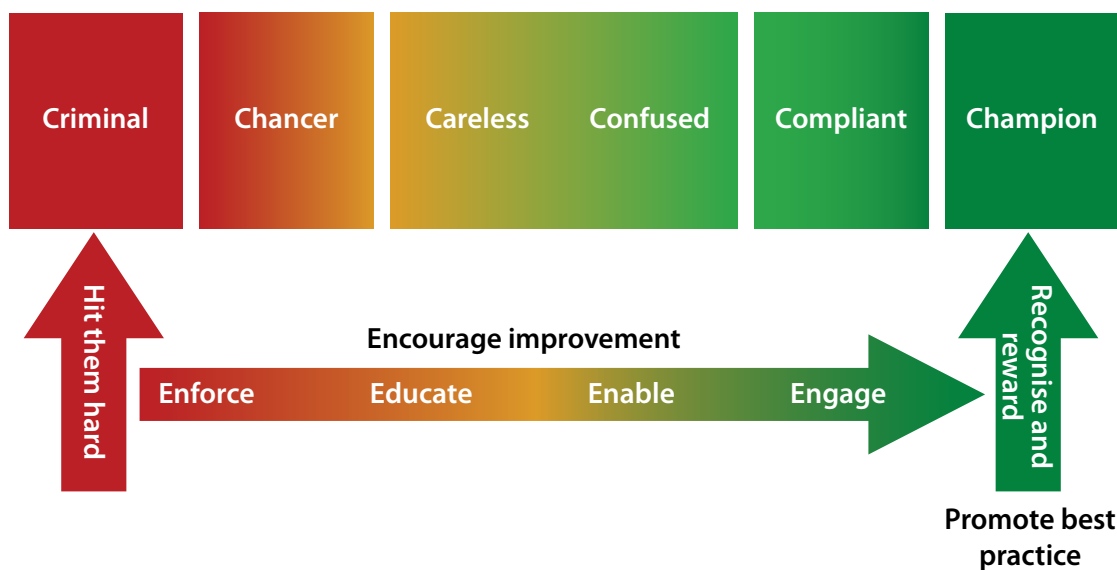 Criminal
Chancer
Careless
Confused
Compliant
Champion
Hit them hard
Encourage improvement
Enforce
Educate
Enable
Engage
Recognise and
reward
Promote best
practice